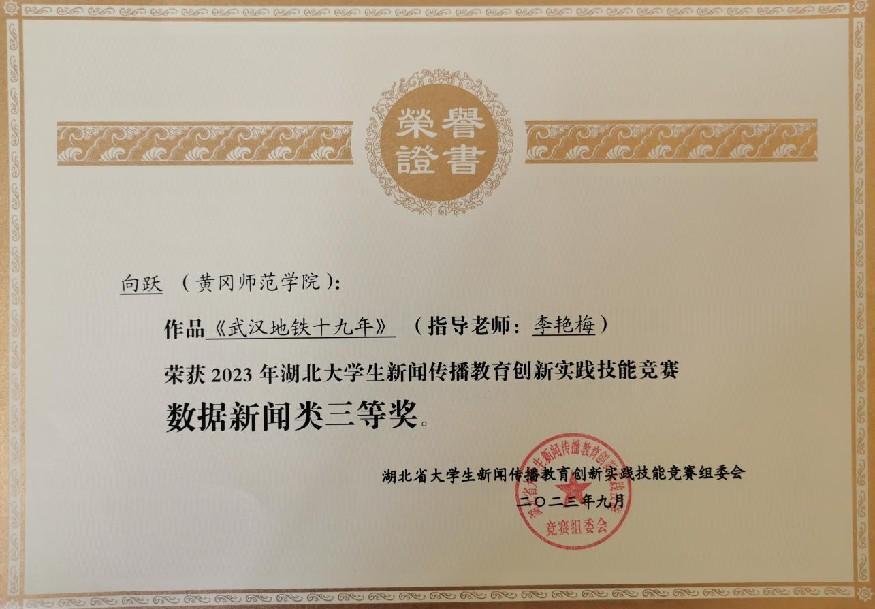 榮譽
證書
向跃 （黄冈师范学院）：
作品《武汉地铁十九年》 （指导老师：李艳梅）
荣获 2023 年湖北大学生新闻传播教育创新实践技能竞赛
数据新闻类三等奖。
湖北省大学生新闻传播教育创新实践技能竞赛组委会
二〇二三年九月
竞赛组委会